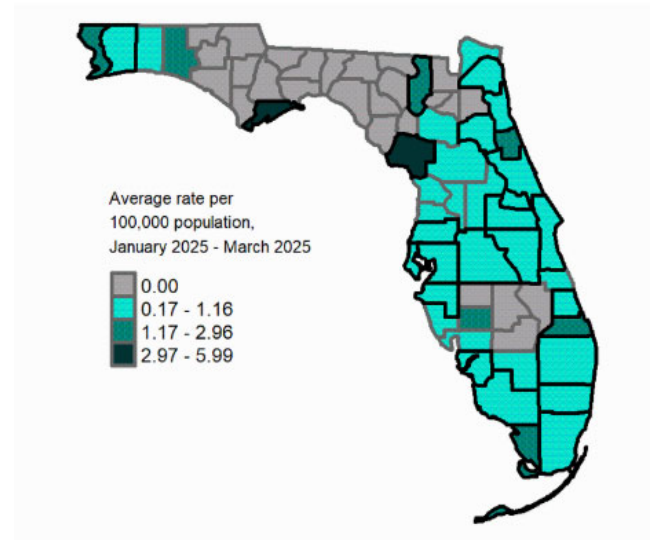 Average rate per
100,000 population,
January 2025 - March 2025
0.00
0.17 - 1.16
1.17 - 2.96
2.97 - 5.99